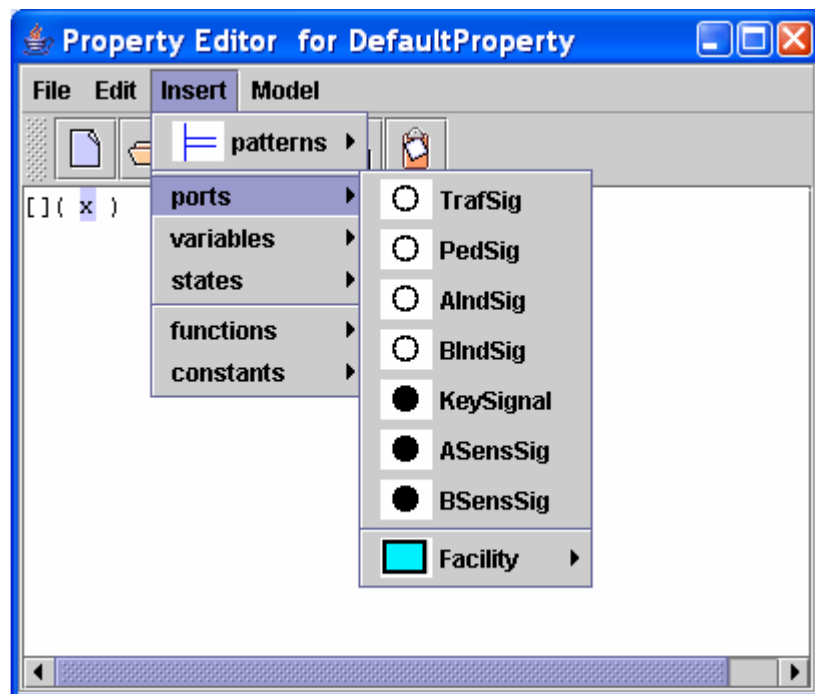 Property Editor for DefaultProperty
File Edit Insert Model
patterns
[]( x )
ports
variables
states
functions
constants
TrafSig
PedSig
AIndSig
BIndSig
KeySignal
ASensSig
BSensSig
Facility